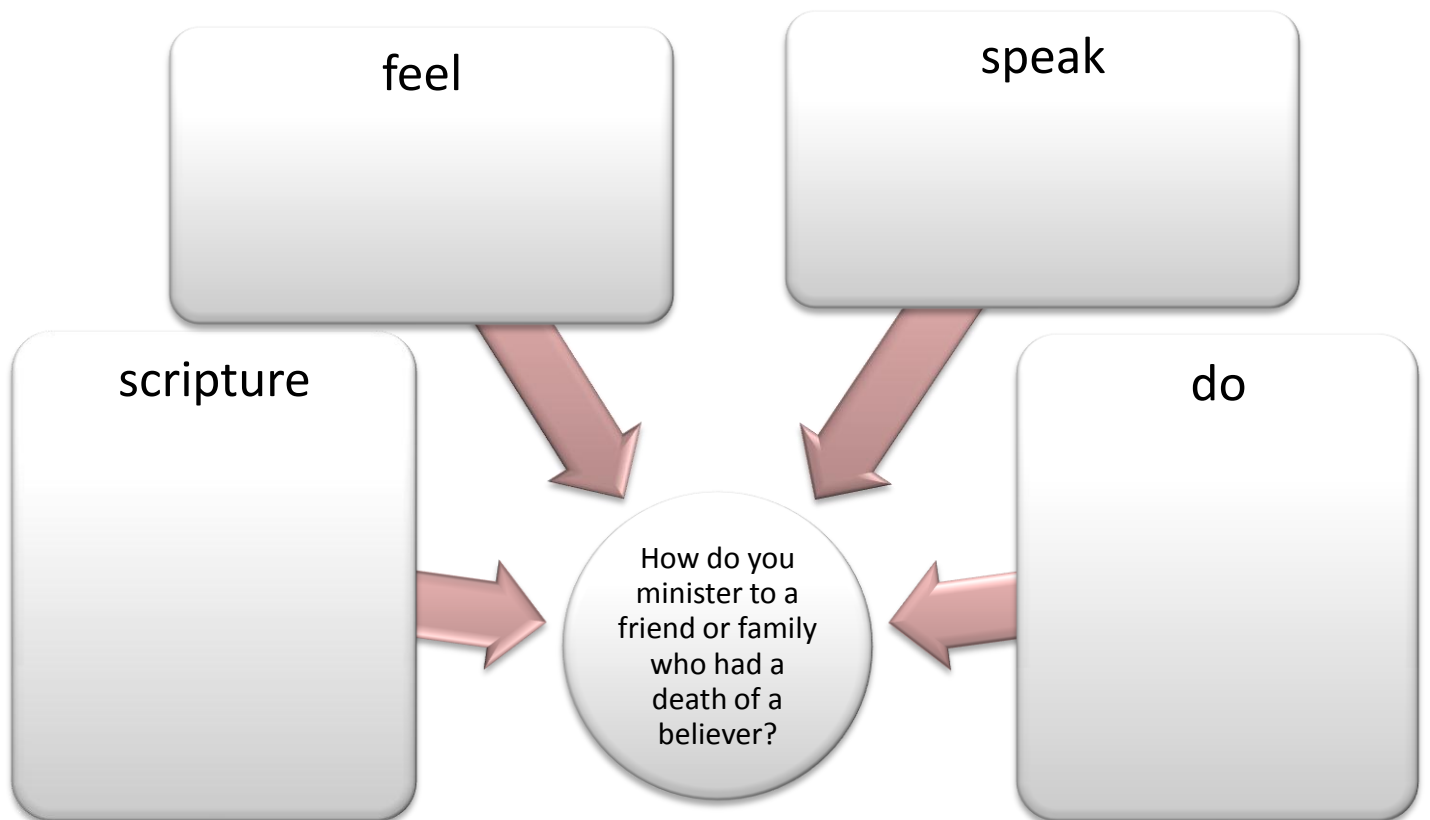 feel
speak
scripture
do
How do you
minister to a
friend or family
who had a
death of a
believer?